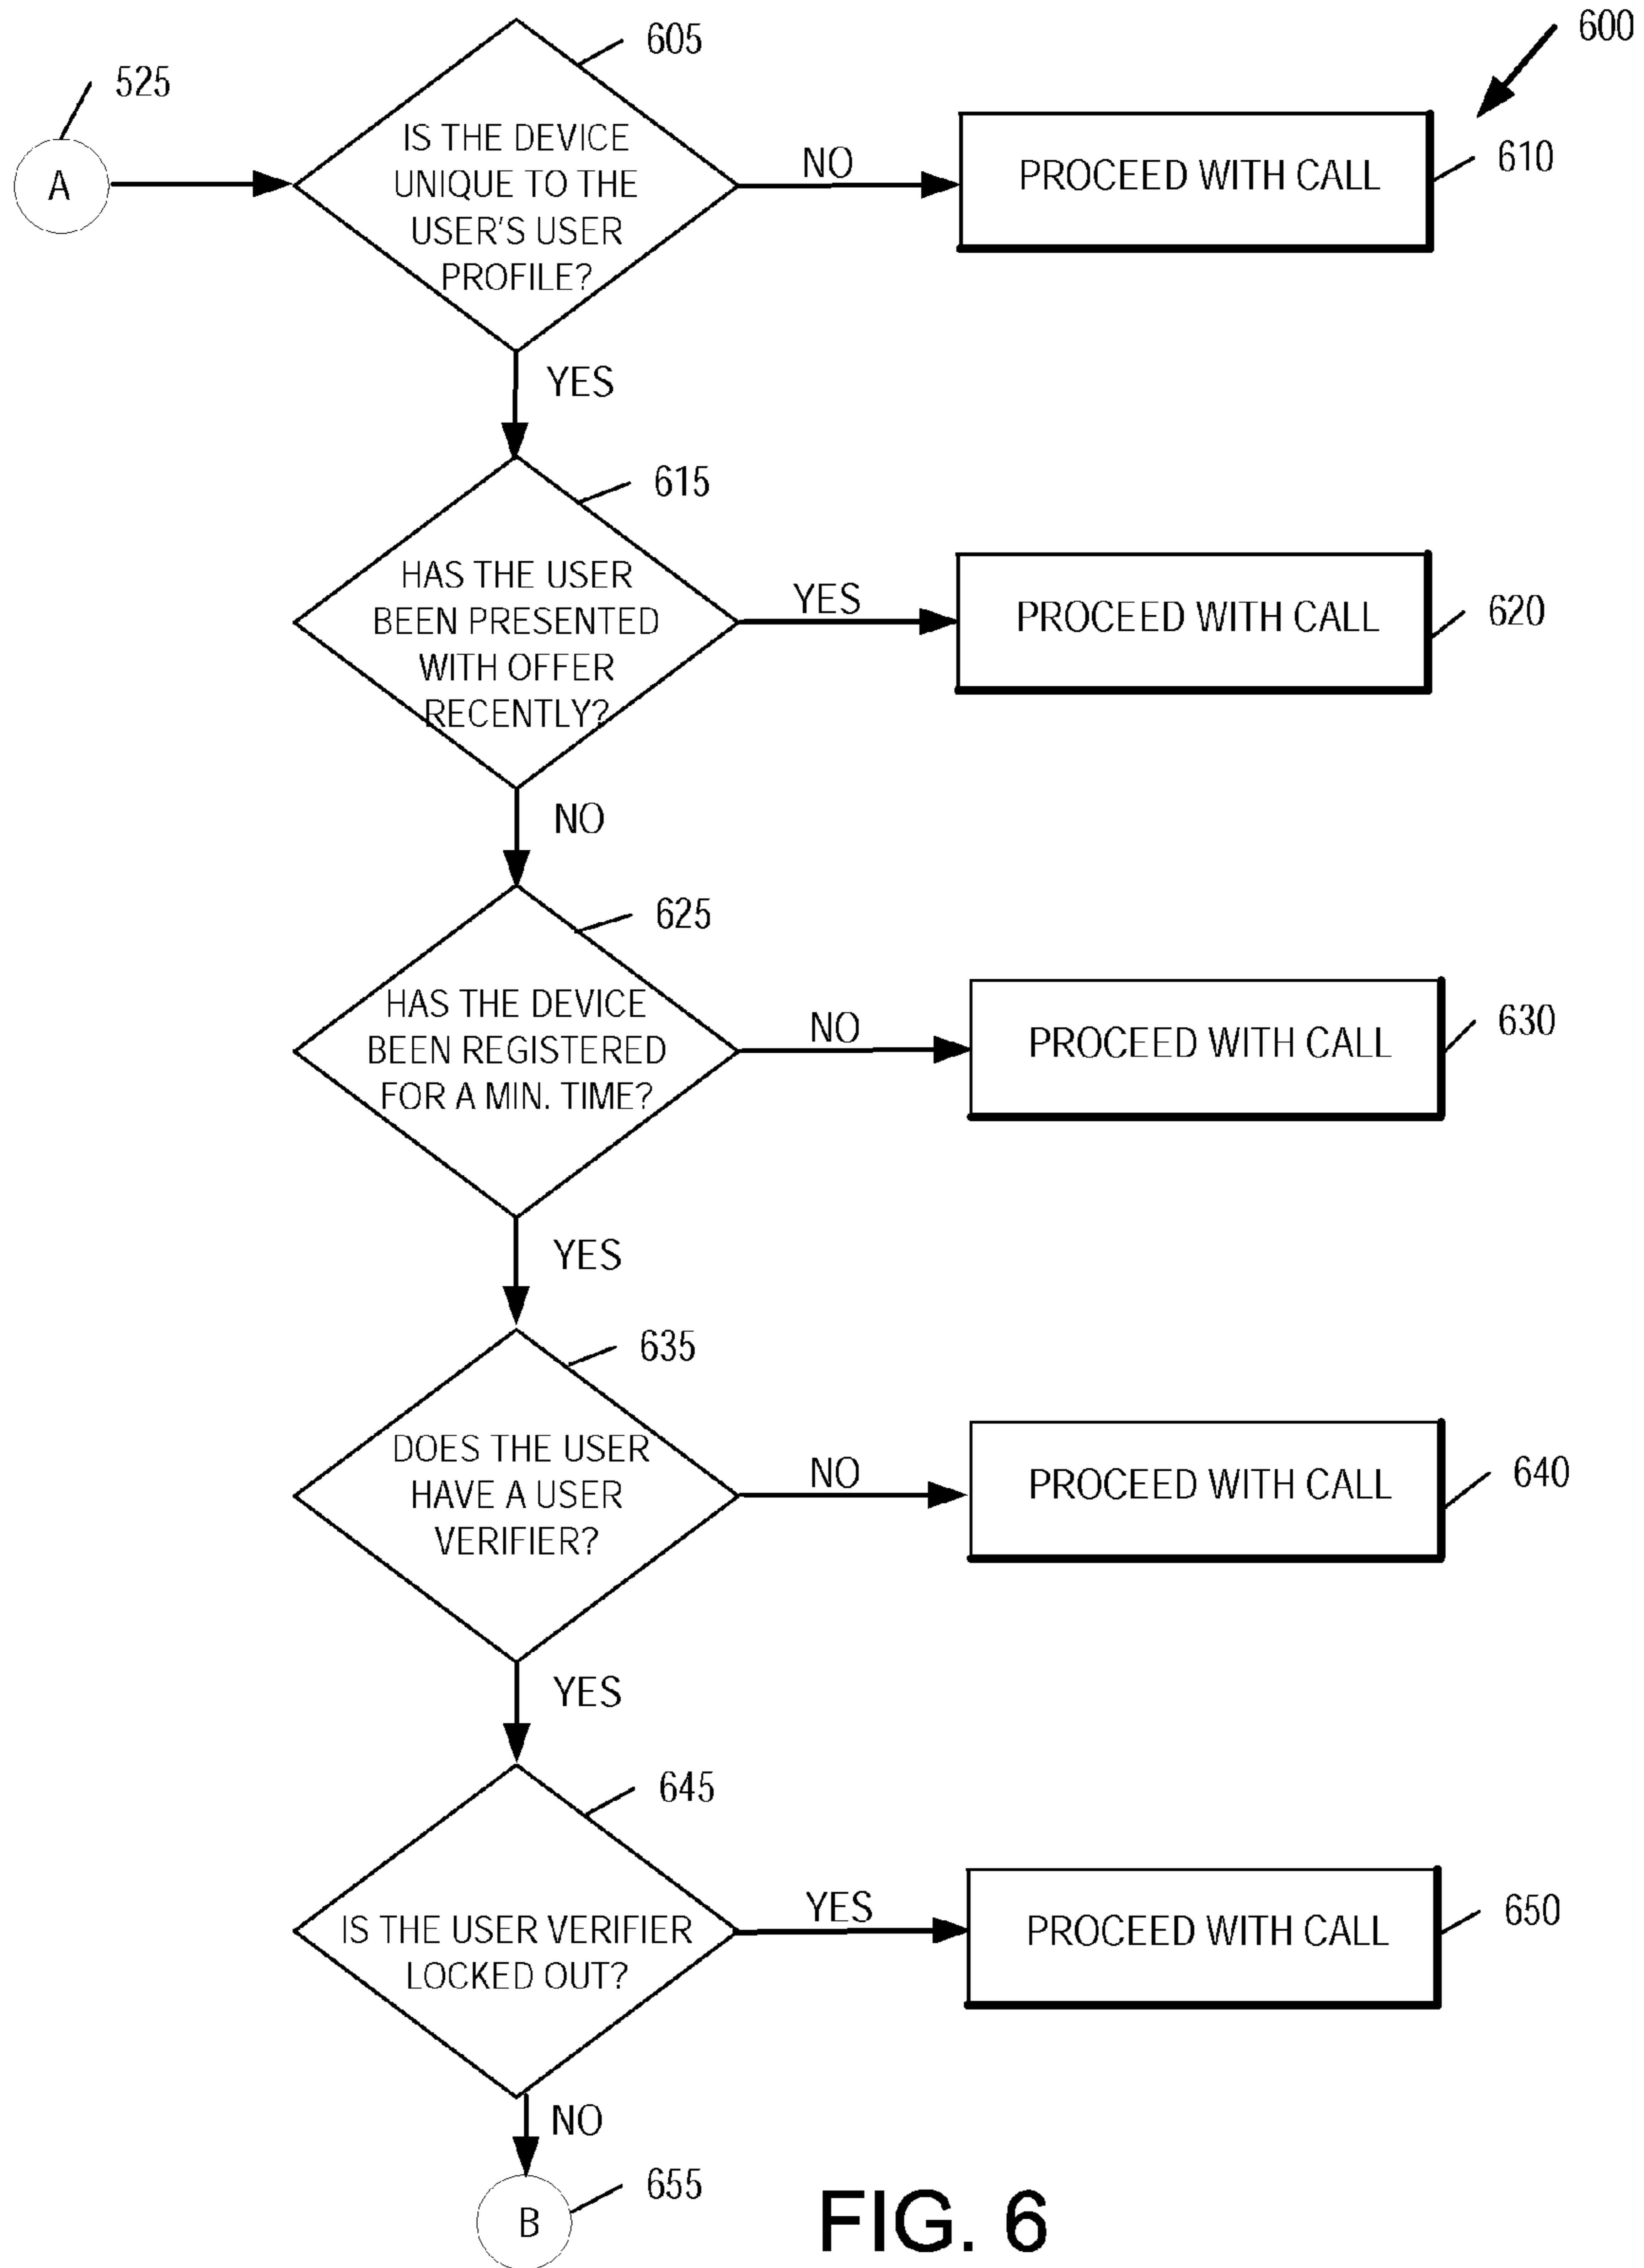 600
605
525
A
IS THE DEVICE
UNIQUE TO THE
USER'S USER
PROFILE?
NO
PROCEED WITH CALL
610
YES
615
HAS THE USER
BEEN PRESENTED
WITH OFFER
RECENTLY?
YES
PROCEED WITH CALL
620
NO
625
HAS THE DEVICE
BEEN REGISTERED
FOR A MIN. TIME?
NO
PROCEED WITH CALL
630
YES
635
DOES THE USER
HAVE A USER
VERIFIER?
NO
PROCEED WITH CALL
640
YES
645
IS THE USER VERIFIER
LOCKED OUT?
YES
PROCEED WITH CALL
650
NO
655
B
FIG. 6